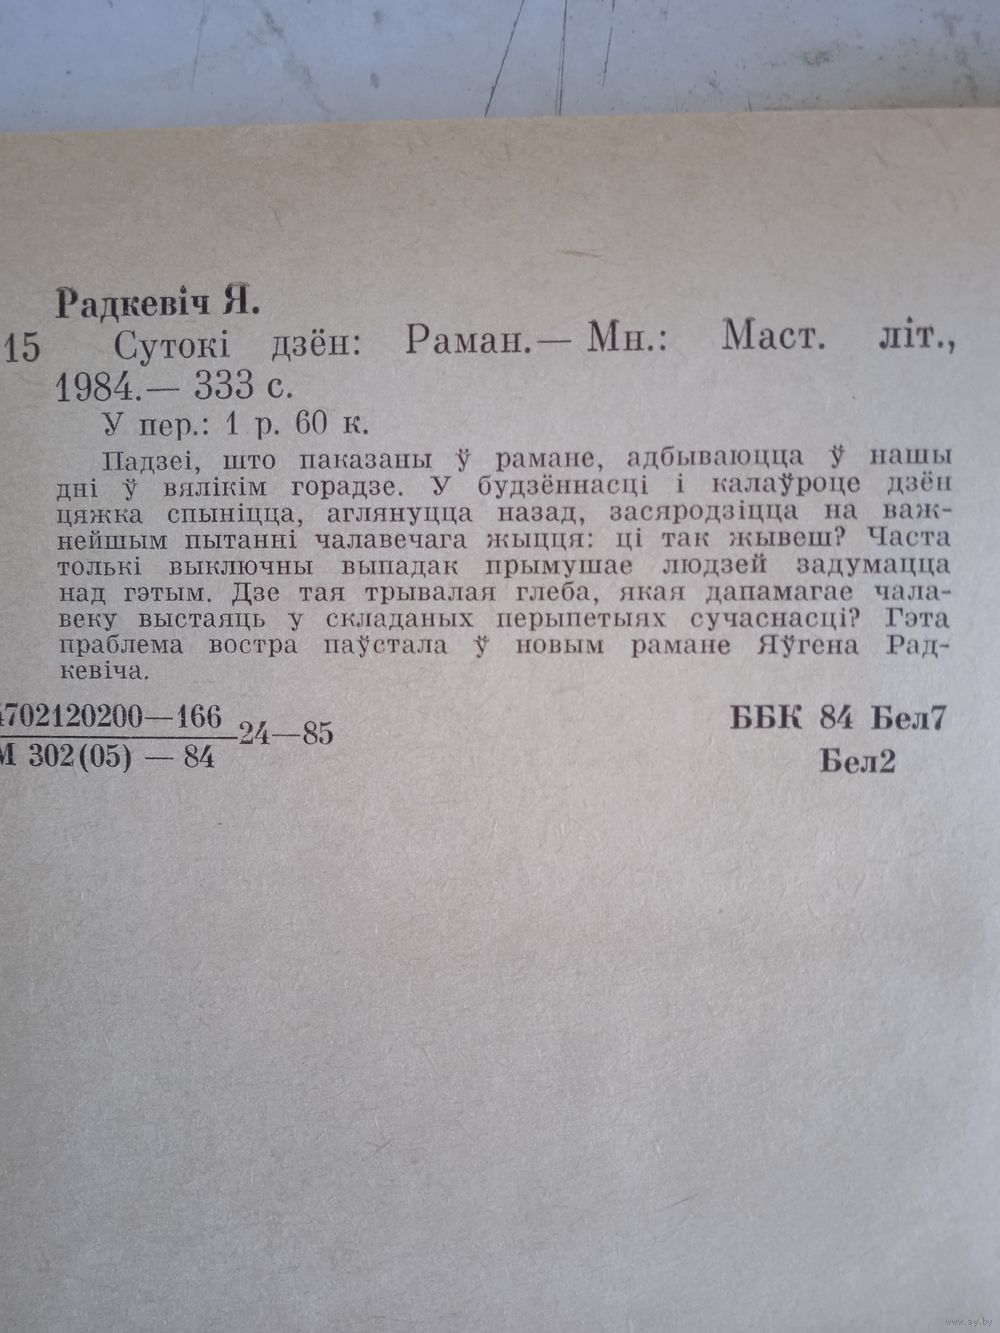 Радкевіч Я.
15 Сутокі дзён: Раман.— Мн.: Маст. літ.,
1984.— 333 с.
У пер.: 1 р. 60 к.
Падзеі, што паказаны ў рамане, адбываюцца ў нашы
дні ў вялікім горадзе. У будзённасці і калаўроце дзён
цяжка спыніцца, аглянуцца назад, засяродзіцца на важ-
нейшым пытанні чалавечага жыцця: ці так жывеш? Часта
толькі выключны выпадак прымушае людзей задумацца
над гэтым. Дзе тая трывалая глеба, якая дапамагае чала-
веку выстаяць у складаных перыпетыях сучаснасці? Гэта
праблема востра паўстала ў новым рамане Яўгена Рад-
кевіча.
4702120200—166
М 302(05) — 84
24—85
ББК 84 Бел7
Бел2
www.ay.by